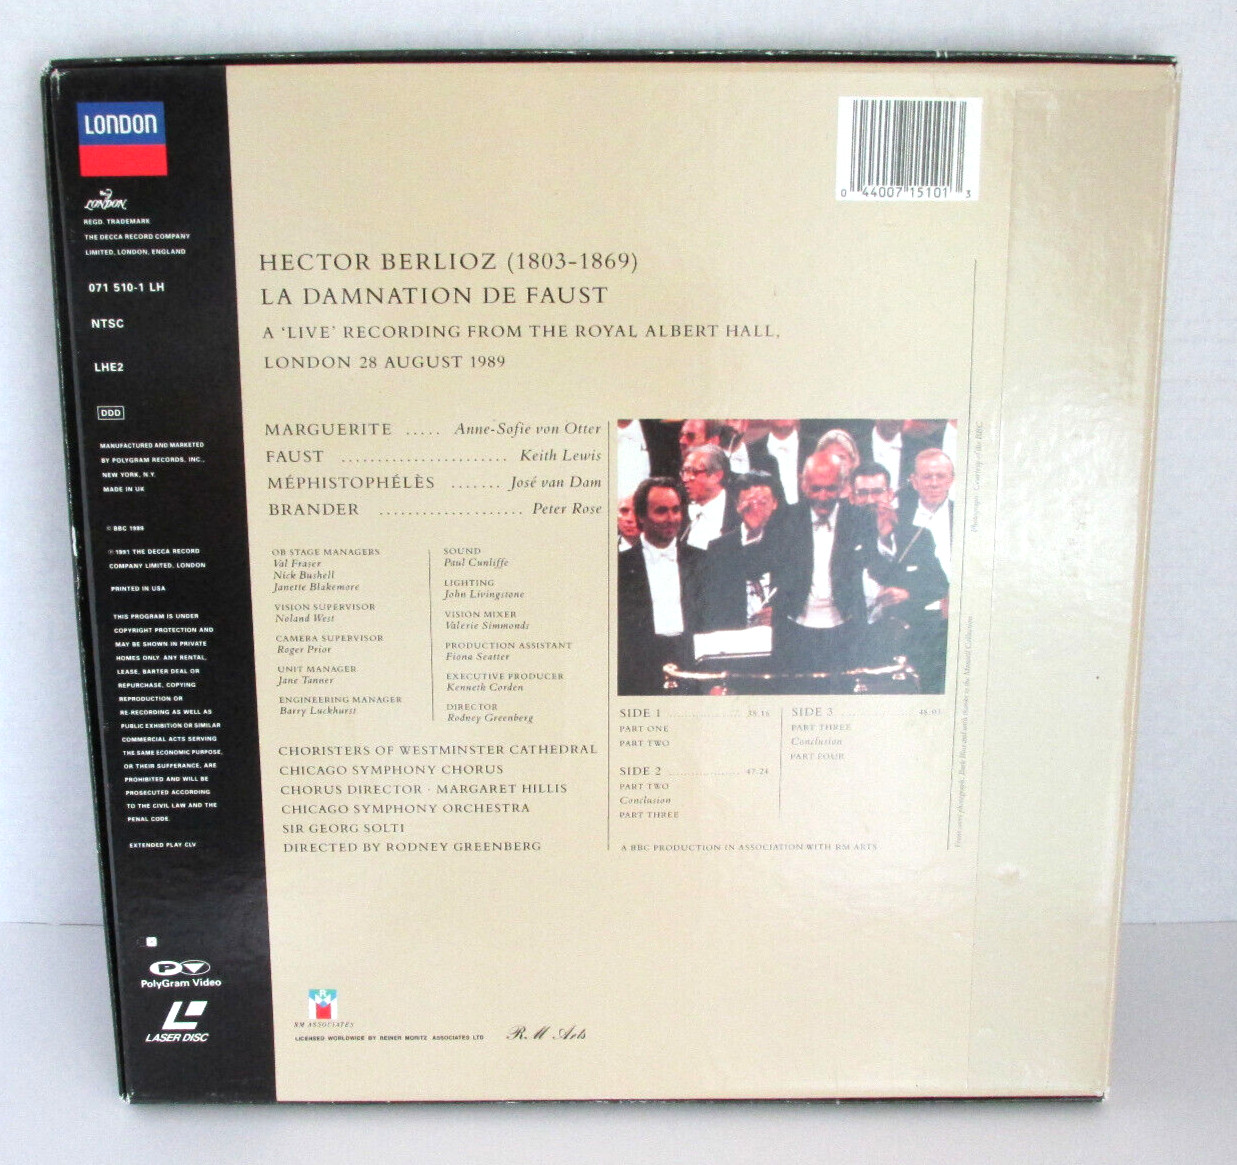 LONDON
LONDON
REGD. TRADEMARK
THE DECCA RECORD COMPANY
LIMITED, LONDON, ENGLAND
071 510-1 LH
NTSC
LHE2
DDD
MANUFACTURED AND MARKETED
BY POLYGRAM RECORDS, INC.,
NEW YORK, N.Y.
MADE IN UK
© BBC 1989
℗ 1991 THE DECCA RECORD
COMPANY LIMITED, LONDON
PRINTED IN USA
THIS PROGRAM IS UNDER
COPYRIGHT PROTECTION AND
MAY BE SHOWN IN PRIVATE
HOMES ONLY. ANY RENTAL,
LEASE, BARTER DEAL OR
REPURCHASE, COPYING
REPRODUCTION OR
RE-RECORDING AS WELL AS
PUBLIC EXHIBITION OR SIMILAR
COMMERCIAL ACTS SERVING
THE SAME ECONOMIC PURPOSE,
OR THEIR SUFFERANCE, ARE
PROHIBITED AND WILL BE
PROSECUTED ACCORDING
TO THE CIVIL LAW AND THE
PENAL CODE.
EXTENDED PLAY CLV
PolyGram Video
LASER DISC
0 44007 15101 3
HECTOR BERLIOZ (1803-1869)
LA DAMNATION DE FAUST
A 'LIVE' RECORDING FROM THE ROYAL ALBERT HALL,
LONDON 28 AUGUST 1989
MARGUERITE ..... Anne-Sofie von Otter
FAUST ....................... Keith Lewis
MÉPHISTOPHÉLÈS ....... José van Dam
BRANDER .................... Peter Rose
OB STAGE MANAGERS
Val Fraser
Nick Bushell
Janette Blakemore
VISION SUPERVISOR
Noland West
CAMERA SUPERVISOR
Roger Prior
UNIT MANAGER
Jane Tanner
ENGINEERING MANAGER
Barry Luckhurst
SOUND
Paul Cunliffe
LIGHTING
John Livingstone
VISION MIXER
Valerie Simmonds
PRODUCTION ASSISTANT
Fiona Seatter
EXECUTIVE PRODUCER
Kenneth Corden
DIRECTOR
Rodney Greenberg
CHORISTERS OF WESTMINSTER CATHEDRAL
CHICAGO SYMPHONY CHORUS
CHORUS DIRECTOR · MARGARET HILLIS
CHICAGO SYMPHONY ORCHESTRA
SIR GEORG SOLTI
DIRECTED BY RODNEY GREENBERG
SIDE 1
PART ONE
PART TWO
SIDE 2 .................. 47.24
PART TWO
Conclusion
PART THREE
SIDE 3
PART THREE
Conclusion
PART FOUR
A BBC PRODUCTION IN ASSOCIATION WITH RM ARTS
RM ASSOCIATES
LICENSED WORLDWIDE BY REINER MORITZ ASSOCIATES LTD
RM Arts